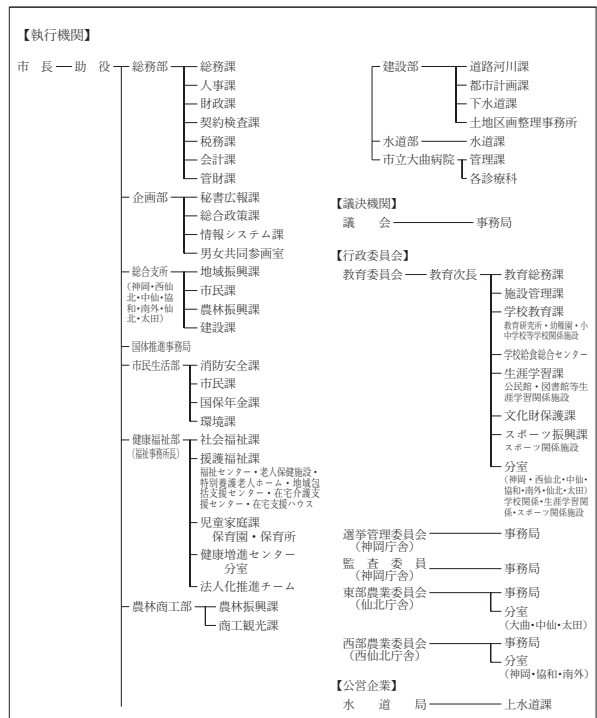 【執行機関】
市長 助役 総務部 総務課
人事課
財政課
契約検査課
税務課
会計課
管財課
企画部 秘書広報課
総合政策課
情報システム課
男女共同参画室
総合支所 地域振興課
(神岡・西仙
北・中仙・協
和・南外・仙
北・太田)
市民課
農林振興課
建設課
国体推進事務局
市民生活部 消防安全課
市民課
国保年金課
環境課
健康福祉部 社会福祉課
(福祉事務所長)
援護福祉課
福祉センター・老人保健施設・
特別養護老人ホーム・地域包
括支援センター・在宅介護支
援センター・在宅支援ハウス
児童家庭課
保育園・保育所
健康増進センター
分室
法人化推進チーム
農林商工部 農林振興課
商工観光課
建設部 道路河川課
都市計画課
下水道課
土地区画整理事務所
水道部 水道課
市立大曲病院 管理課
各診療科
【議決機関】
議会 事務局
【行政委員会】
教育委員会 教育次長 教育総務課
施設管理課
学校教育課
教育研究所・幼稚園・小
中学校等学校関係施設
学校給食総合センター
生涯学習課
公民館・図書館等生
涯学習関係施設
文化財保護課
スポーツ振興課
スポーツ関係施設
分室
(神岡・西仙北・中仙・
協和・南外・仙北・太田)
学校関係・生涯学習関
係・スポーツ関係施設
選挙管理委員会 事務局
(神岡庁舎)
監査委員 事務局
(神岡庁舎)
東部農業委員会 事務局
(仙北庁舎)
分室
(大曲・中仙・太田)
西部農業委員会 事務局
(西仙北庁舎)
分室
(神岡・協和・南外)
【公営企業】
水道局 上水道課